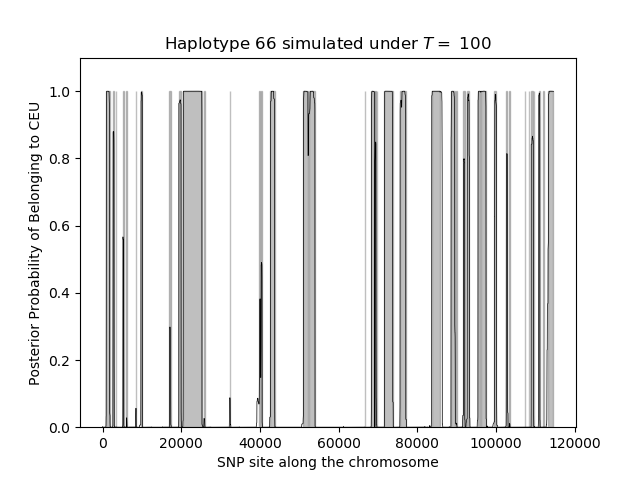 Haplotype 66 simulated under T = 100
Posterior Probability of Belonging to CEU
1.0
0.8
0.6
0.4
0.2
0.0
0 20000 40000 60000 80000 100000 120000
SNP site along the chromosome